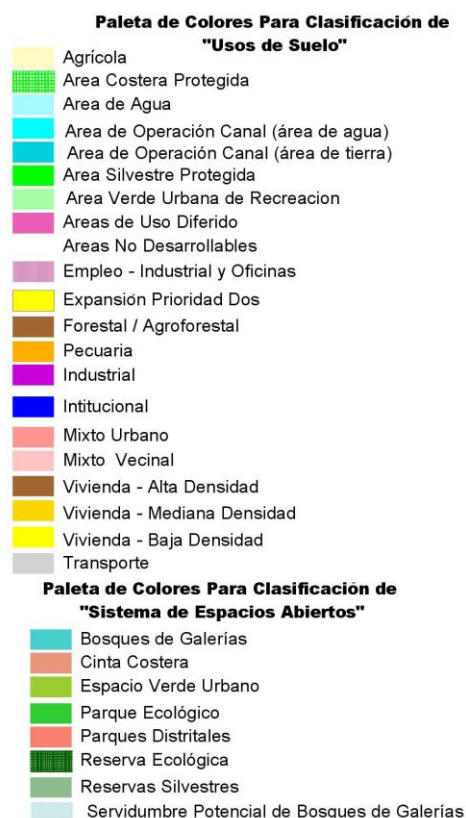 Paleta de Colores Para Clasificación de
"Usos de Suelo"
Agrícola
Area Costera Protegida
Area de Agua
Area de Operación Canal (área de agua)
Area de Operación Canal (área de tierra)
Area Silvestre Protegida
Area Verde Urbana de Recreacion
Areas de Uso Diferido
Areas No Desarrollables
Empleo - Industrial y Oficinas
Expansión Prioridad Dos
Forestal / Agroforestal
Pecuaria
Industrial
Intitucional
Mixto Urbano
Mixto Vecinal
Vivienda - Alta Densidad
Vivienda - Mediana Densidad
Vivienda - Baja Densidad
Transporte
Paleta de Colores Para Clasificación de
"Sistema de Espacios Abiertos"
Bosques de Galerías
Cinta Costera
Espacio Verde Urbano
Parque Ecológico
Parques Distritales
Reserva Ecológica
Reservas Silvestres
Servidumbre Potencial de Bosques de Galerías